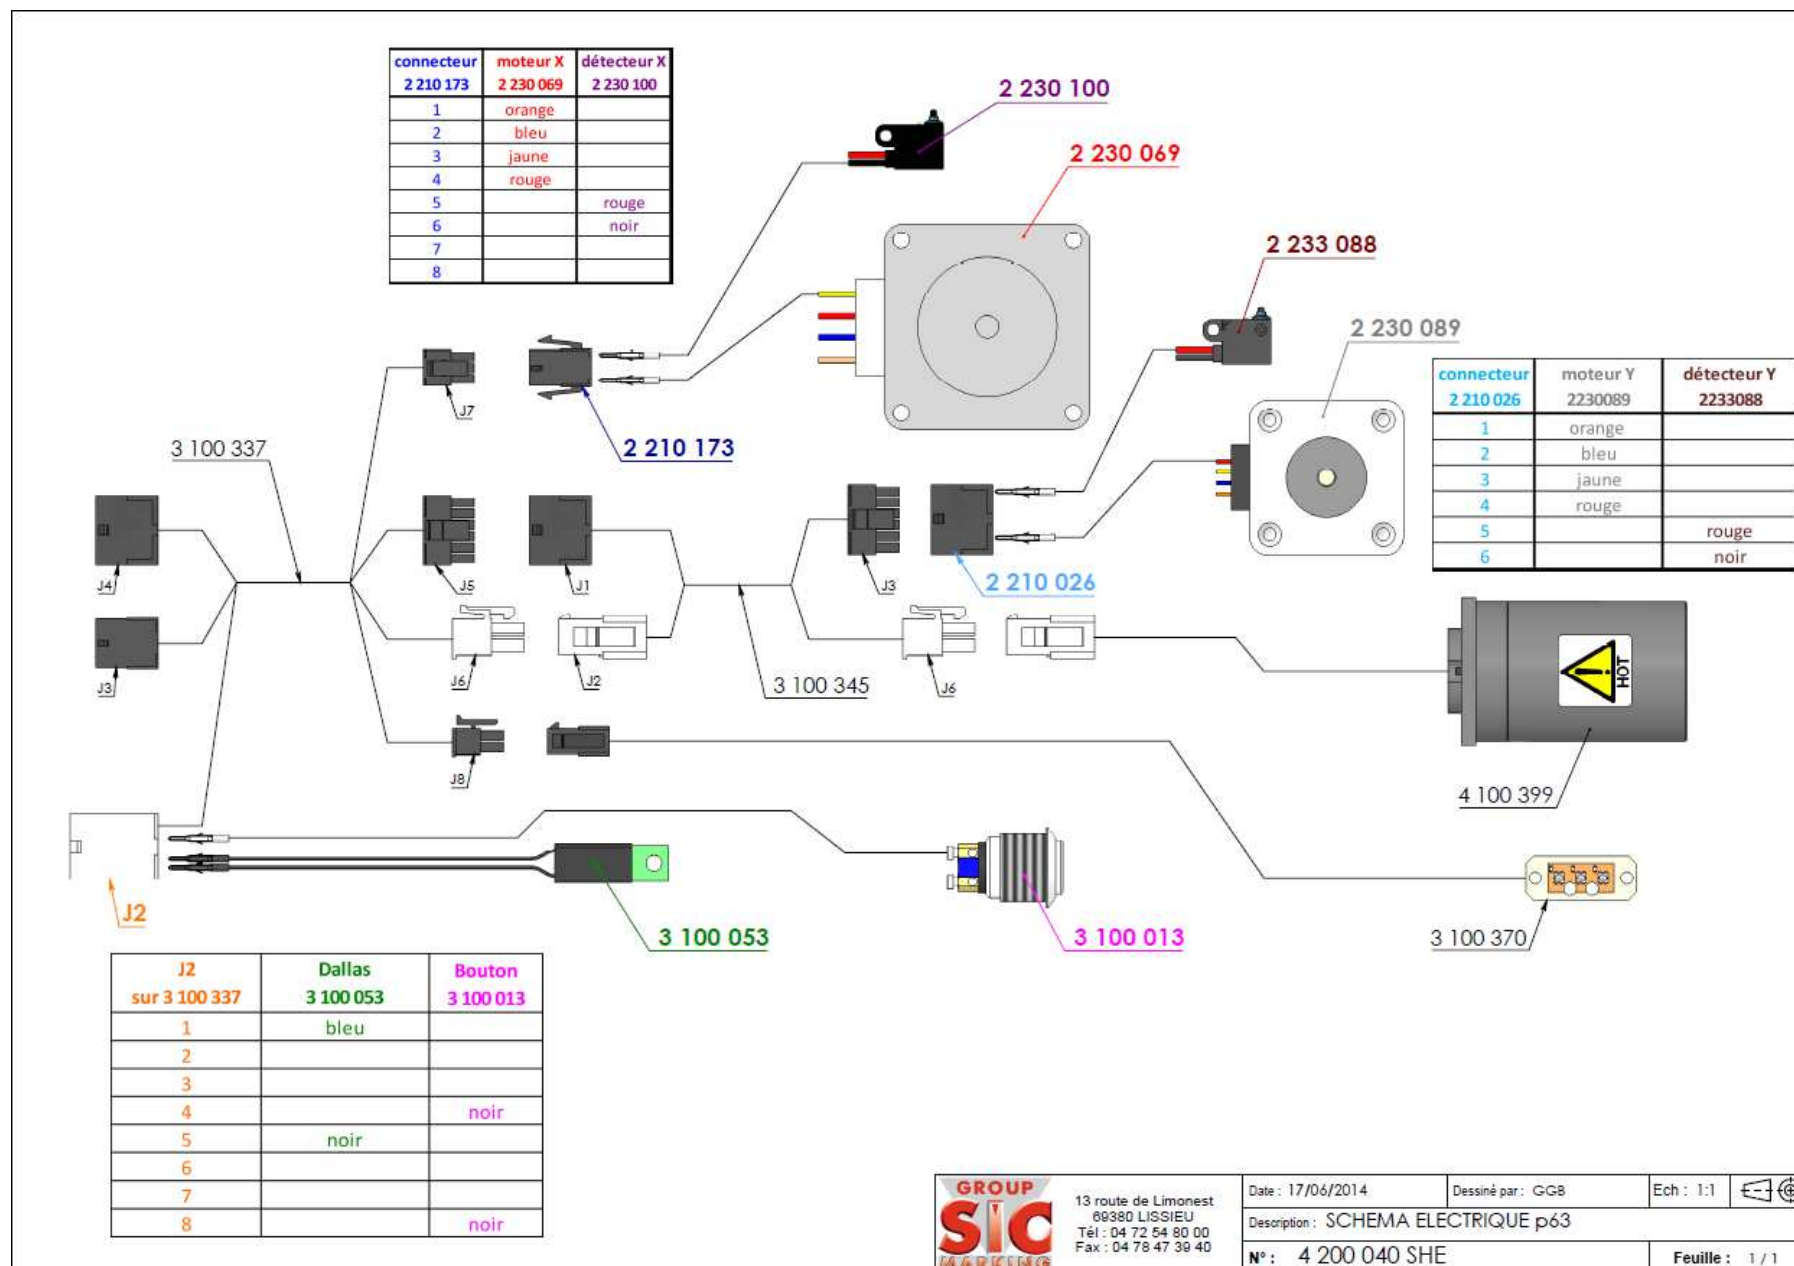 connecteur moteur X détecteur X
2 210 173 2 230 069 2 230 100
1 orange
2 bleu
3 jaune
4 rouge
5 rouge
6 noir
7
8
2 230 100
2 230 069
2 233 088
2 230 089
connecteur moteur Y détecteur Y
2 210 026 2230089 2233088
1 orange
2 bleu
3 jaune
4 rouge
5 rouge
6 noir
J7
2 210 173
3 100 337
J4
J5
J1
J3
2 210 026
J3
J6
J2
3 100 345
J6
HOT
J8
4 100 399
J2
3 100 053
3 100 013
3 100 370
J2 Dallas Bouton
sur 3 100 337 3 100 053 3 100 013
1 bleu
2
3
4 noir
5 noir
6
7
8 noir
GROUP
SIC
MARKING
13 route de Limonest
69380 LISSIEU
Tél : 04 72 54 80 00
Fax : 04 78 47 39 40
Date : 17/06/2014 Dessiné par : GGB Ech : 1:1
Description : SCHEMA ELECTRIQUE p63
N° : 4 200 040 SHE Feuille : 1 / 1